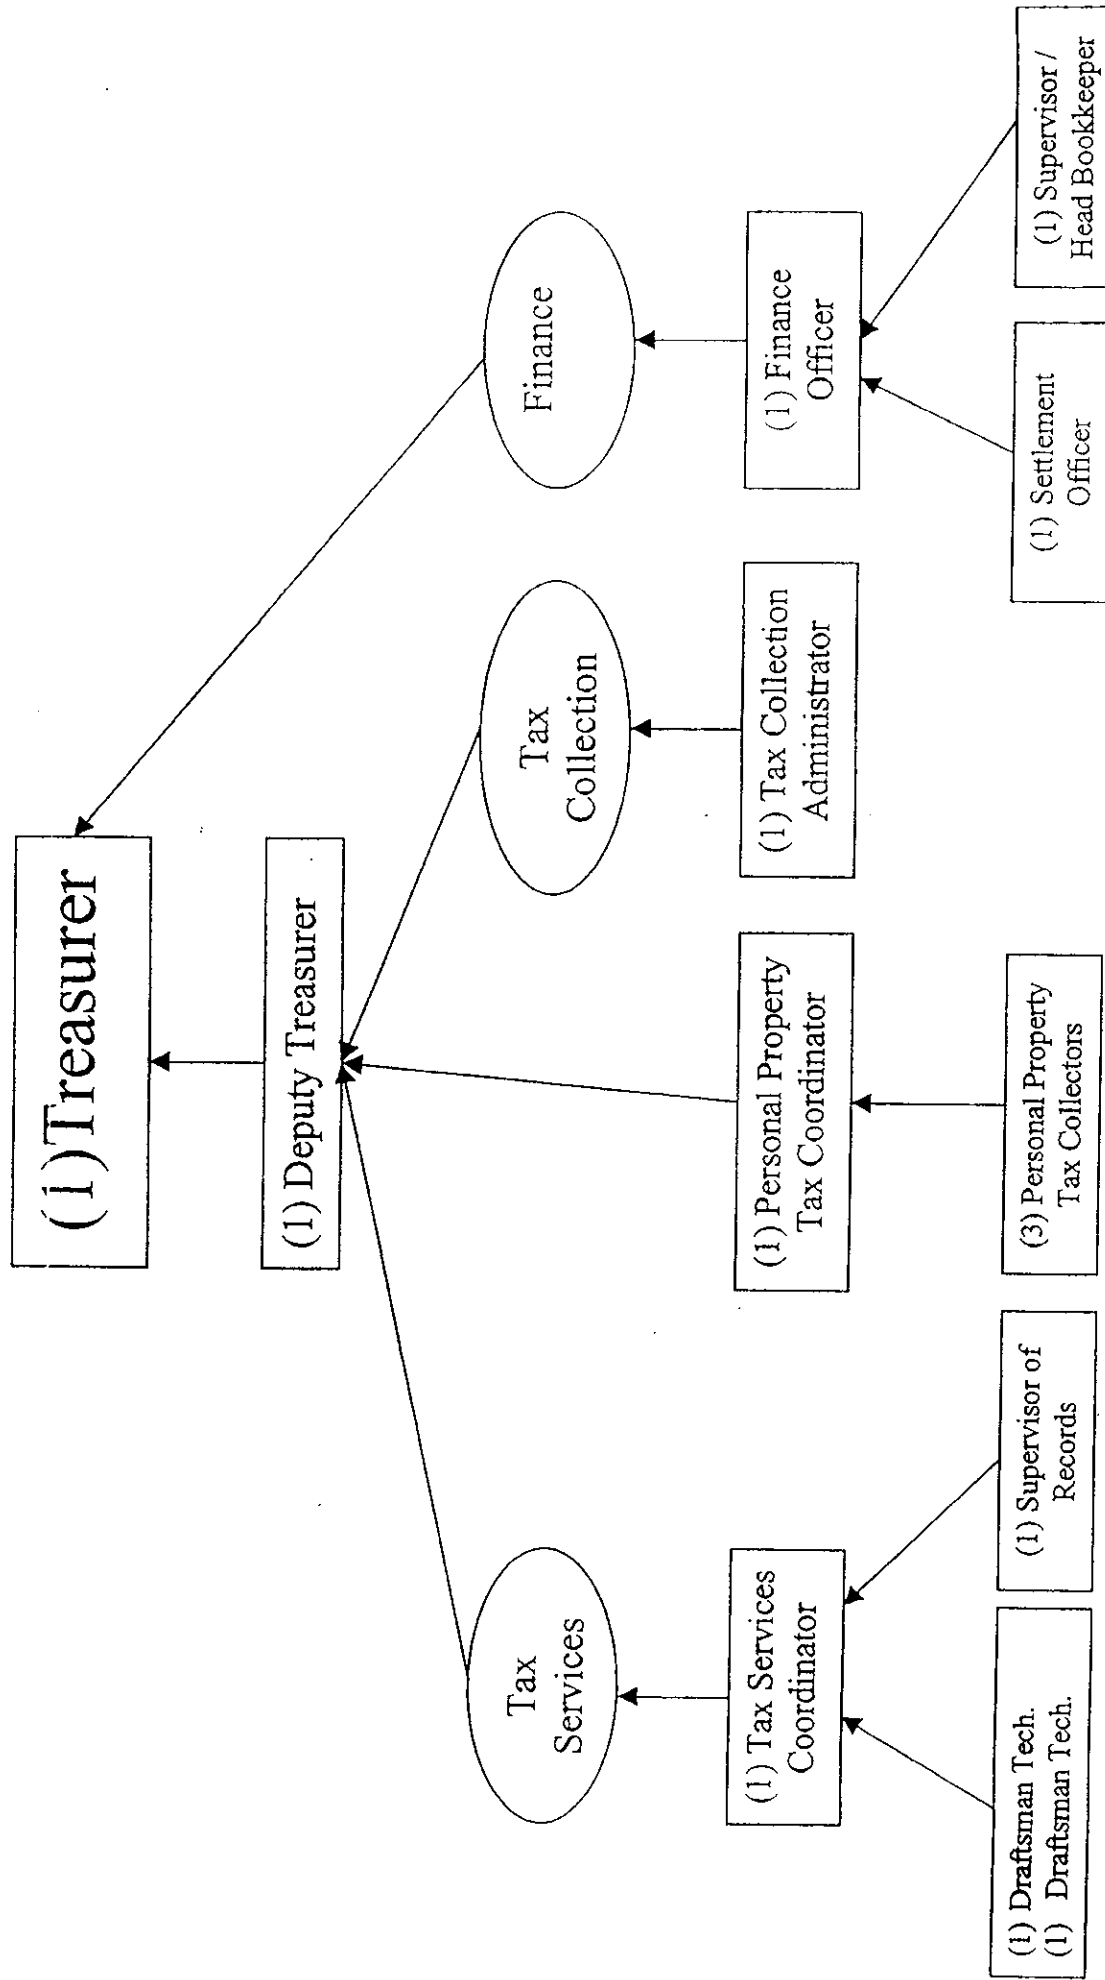 (1)Treasurer
(1) Deputy Treasurer
Tax
Services
Tax
Collection
Finance
(1) Tax Services
Coordinator
(1) Personal Property
Tax Coordinator
(1) Tax Collection
Administrator
(1) Finance
Officer
(1) Draftsman Tech.
(1) Draftsman Tech.
(1) Supervisor of
Records
(3) Personal Property
Tax Collectors
(1) Settlement
Officer
(1) Supervisor /
Head Bookkeeper